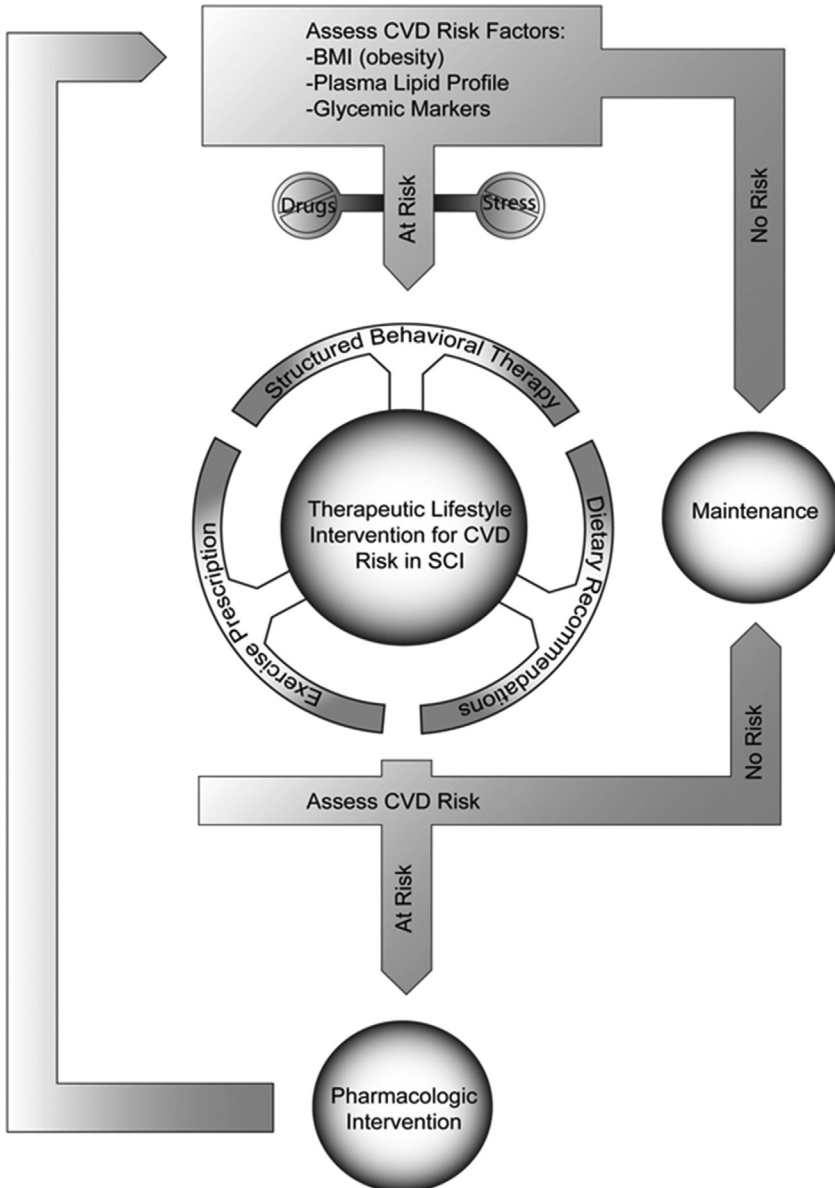 Assess CVD Risk Factors:
-BMI (obesity)
-Plasma Lipid Profile
-Glycemic Markers
Drugs
At Risk
Stress
No Risk
Structured Behavioral Therapy
Exercise Prescription
Therapeutic Lifestyle
Intervention for CVD
Risk in SCI
Dietary Recommendations
Maintenance
Assess CVD Risk
No Risk
At Risk
Pharmacologic
Intervention